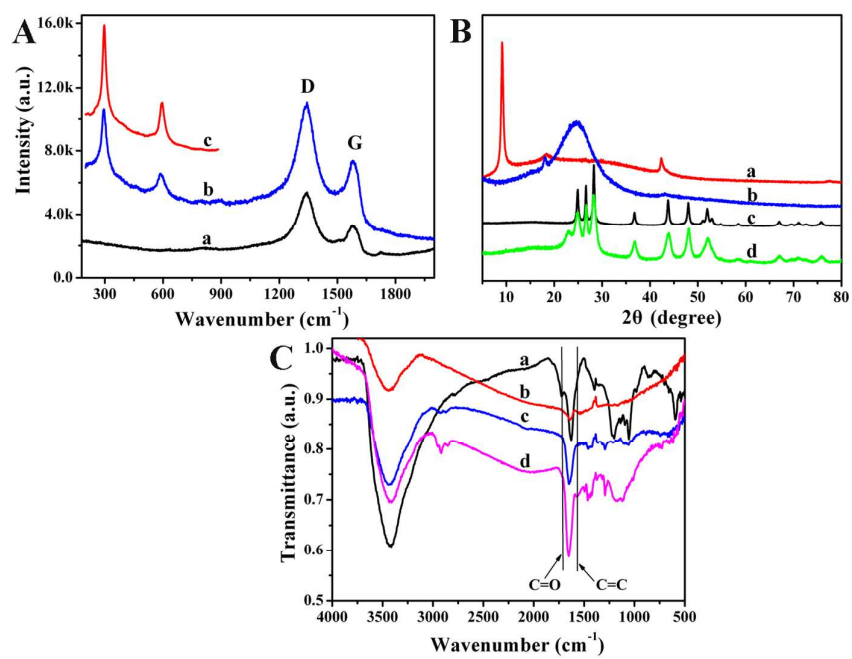 A
16.0k
12.0k
8.0k
4.0k
0.0
Intensity (a.u.)
c
b
a
D
G
300 600 900 1200 1500 1800
Wavenumber (cm⁻¹)
B
a
b
c
d
10 20 30 40 50 60 70 80
2θ (degree)
C
1.0
0.9
0.8
0.7
0.6
0.5
Transmittance (a.u.)
a
b
c
d
C=O C=C
4000 3500 3000 2500 2000 1500 1000 500
Wavenumber (cm⁻¹)